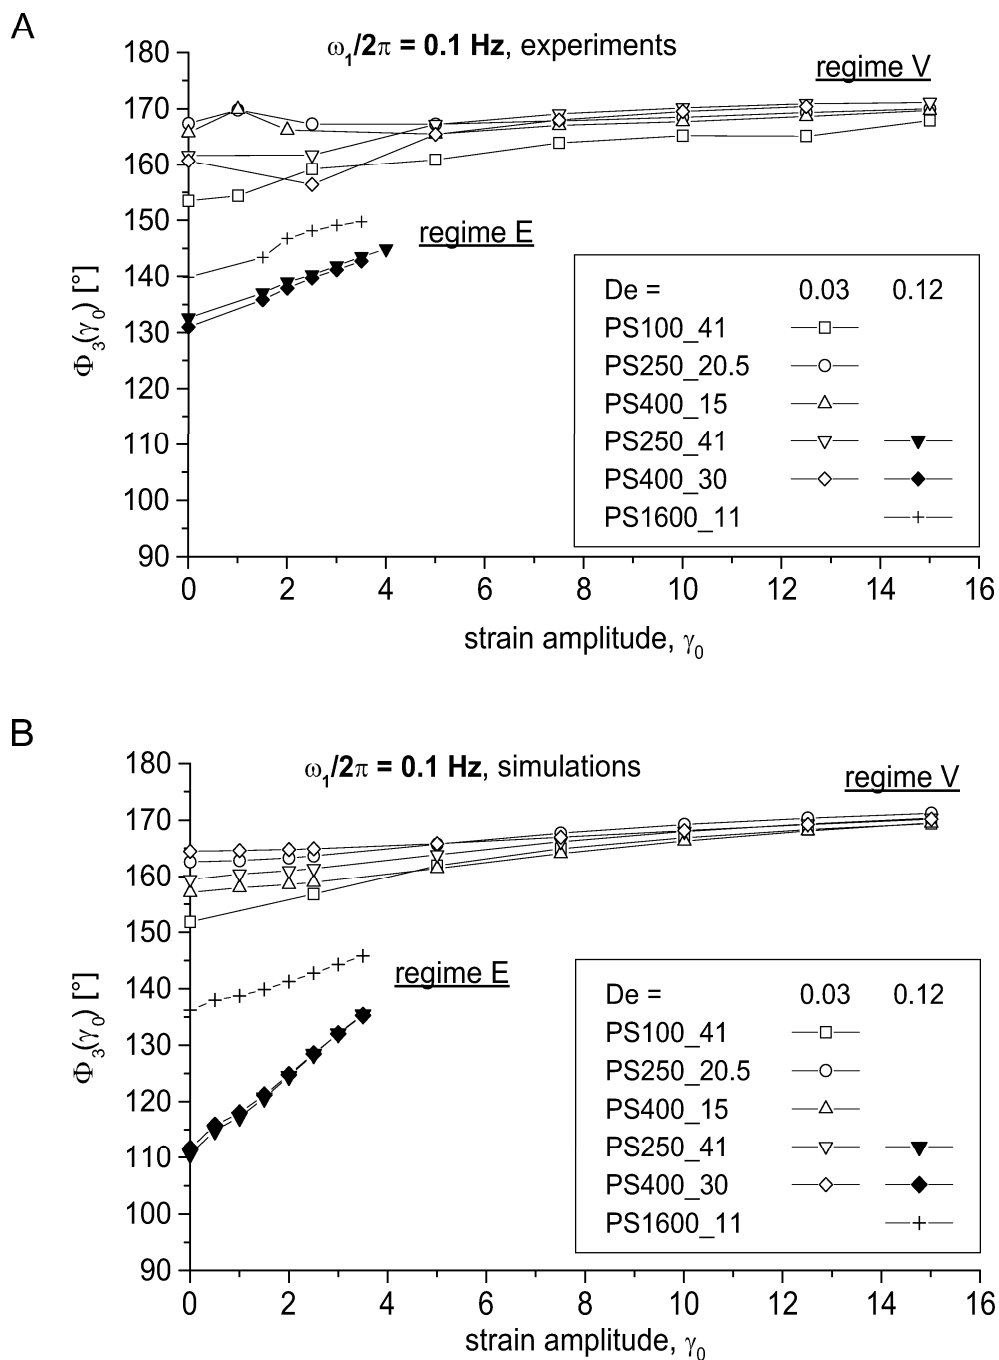 A
ω₁/2π = 0.1 Hz, experiments
regime V
180
170
160
150
140
130
120
110
100
90
Φ₃(γ₀) [°]
regime E
De = 0.03 0.12
PS100_41
PS250_20.5
PS400_15
PS250_41
PS400_30
PS1600_11
0 2 4 6 8 10 12 14 16
strain amplitude, γ₀
B
ω₁/2π = 0.1 Hz, simulations
regime V
180
170
160
150
140
130
120
110
100
90
Φ₃(γ₀) [°]
regime E
De = 0.03 0.12
PS100_41
PS250_20.5
PS400_15
PS250_41
PS400_30
PS1600_11
0 2 4 6 8 10 12 14 16
strain amplitude, γ₀